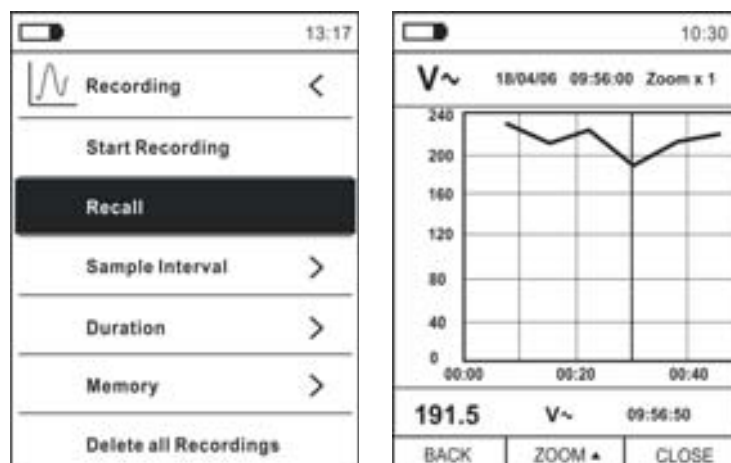 13:17
Recording
Start Recording
Recall
Sample Interval
Duration
Memory
Delete all Recordings
10:30
V~ 18/04/06 09:56:00 Zoom x 1
240
200
160
120
80
40
0
00:00 00:20 00:40
191.5 V~ 09:56:50
BACK ZOOM ▲ CLOSE